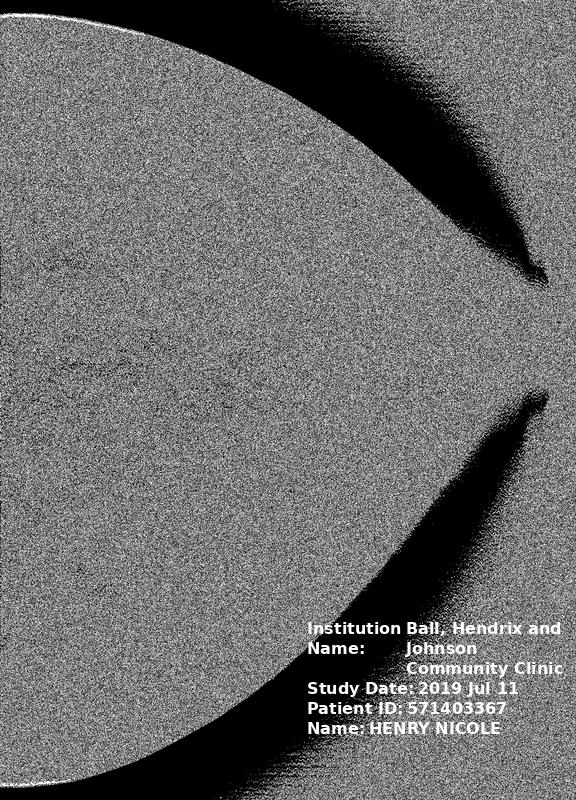 Institution Ball, Hendrix and
Name: Johnson
Community Clinic
Study Date: 2019 Jul 11
Patient ID: 571403367
Name: HENRY NICOLE